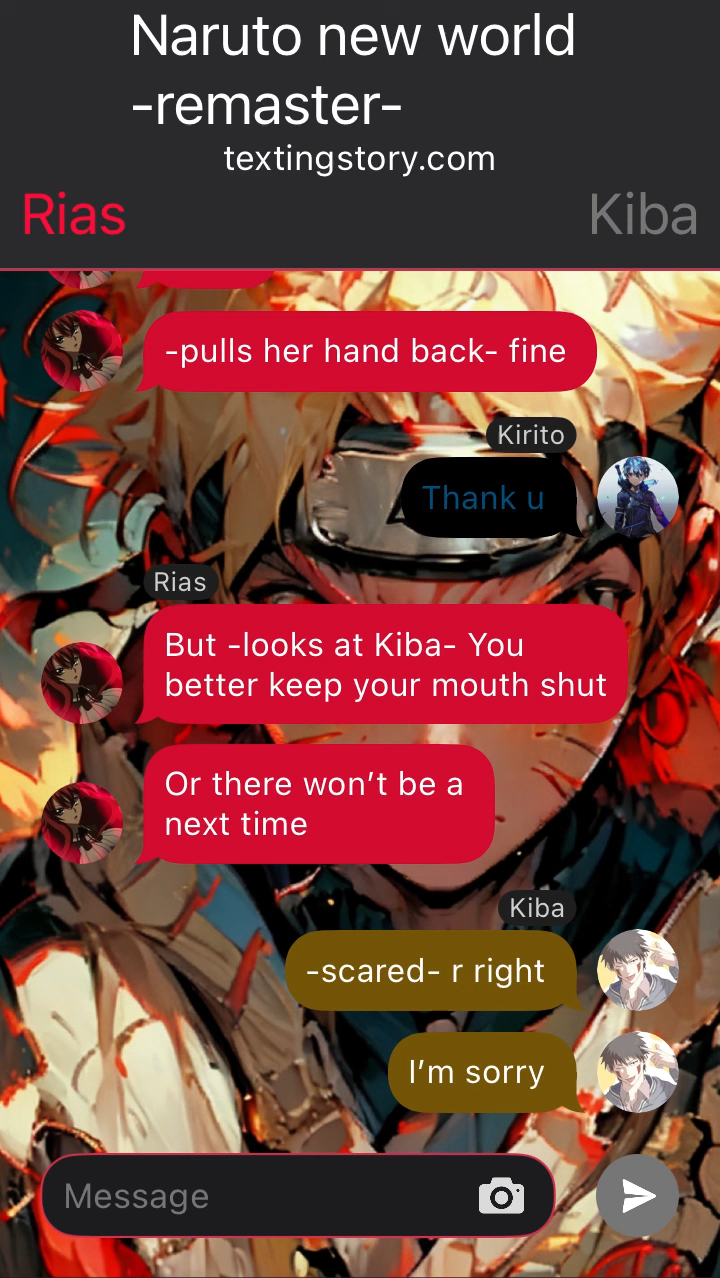 Naruto new world
-remaster-
textingstory.com
Rias
Kiba
-pulls her hand back- fine
Kirito
Thank u
Rias
But -looks at Kiba- You
better keep your mouth shut
Or there won’t be a
next time
Kiba
-scared- r right
I’m sorry
Message